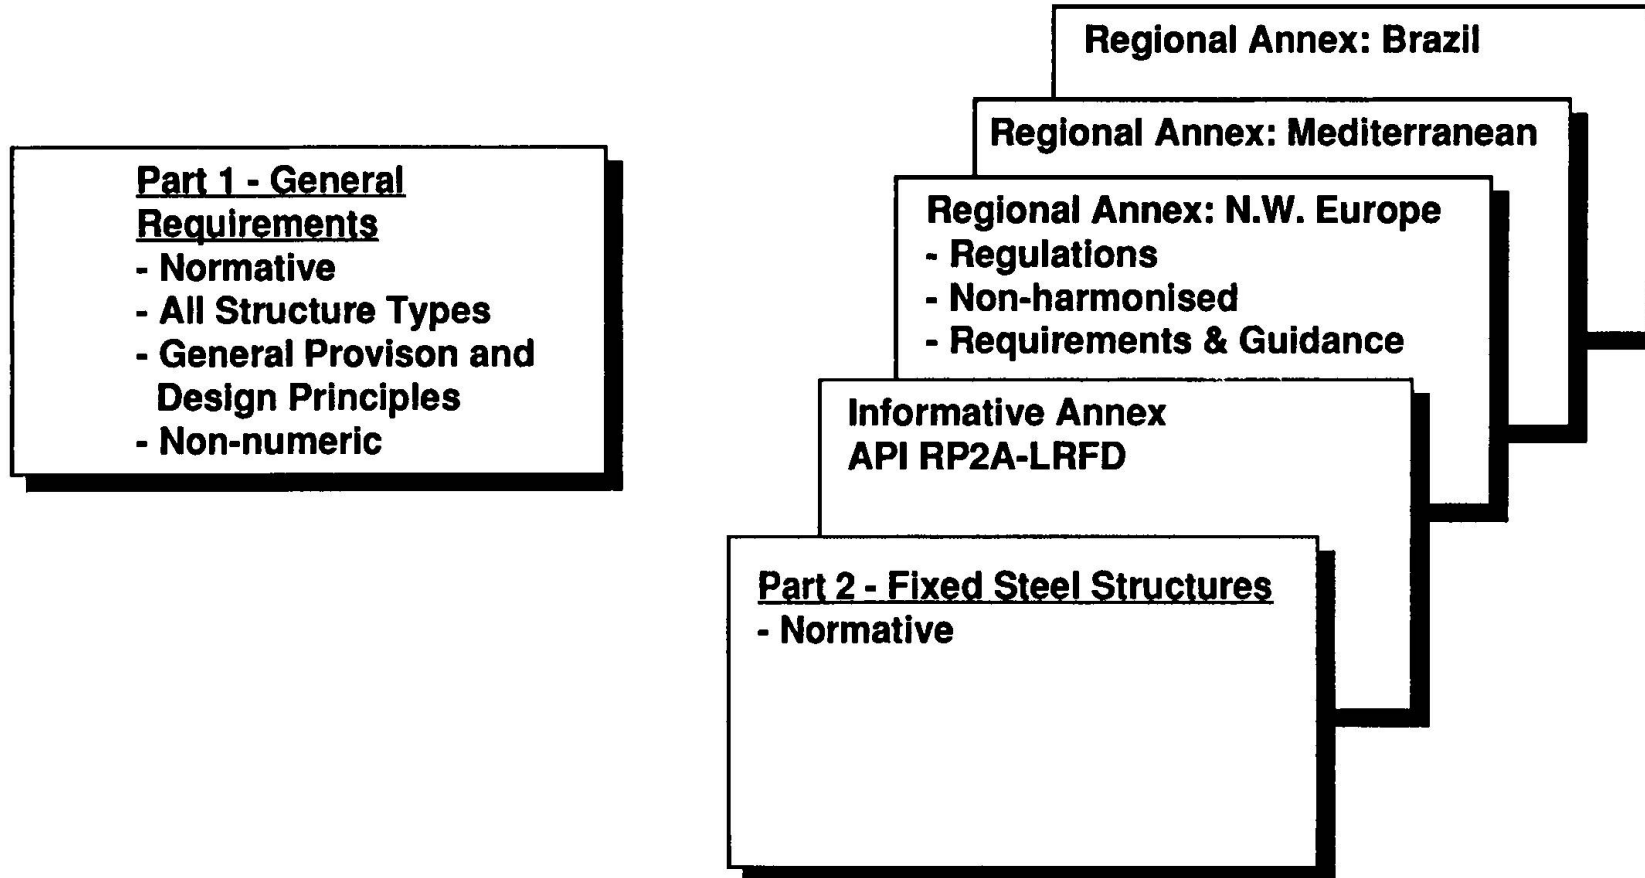 Part 1 - General
Requirements
- Normative
- All Structure Types
- General Provison and
Design Principles
- Non-numeric
Regional Annex: Brazil
Regional Annex: Mediterranean
Regional Annex: N.W. Europe
- Regulations
- Non-harmonised
- Requirements & Guidance
Informative Annex
API RP2A-LRFD
Part 2 - Fixed Steel Structures
- Normative